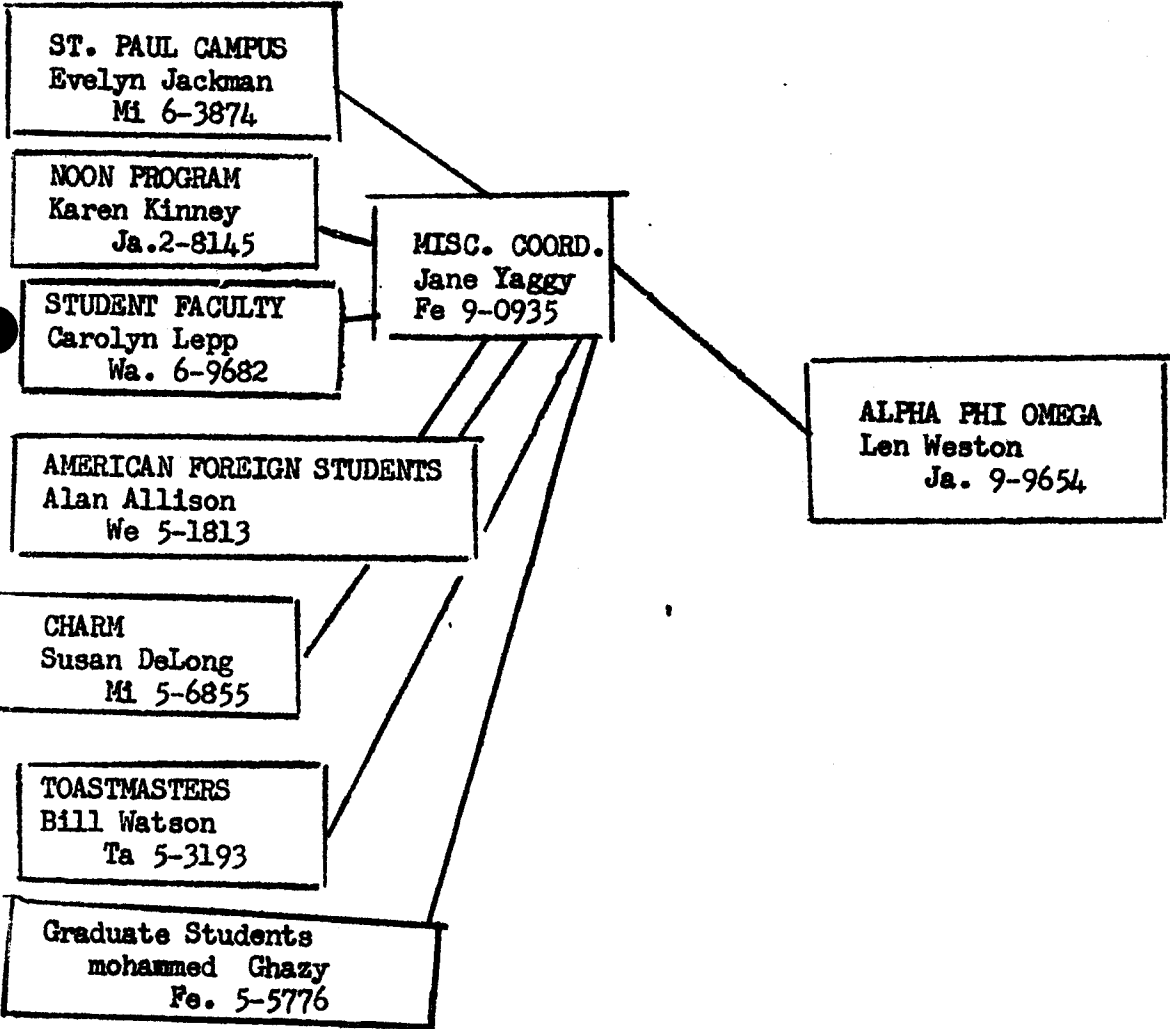 ST. PAUL CAMPUS
Evelyn Jackman
Mi 6-3874
NOON PROGRAM
Karen Kinney
Ja.2-8145
STUDENT FACULTY
Carolyn Lepp
Wa. 6-9682
MISC. COORD.
Jane Yaggy
Fe 9-0935
AMERICAN FOREIGN STUDENTS
Alan Allison
We 5-1813
ALPHA PHI OMEGA
Len Weston
Ja. 9-9654
CHARM
Susan DeLong
Mi 5-6855
TOASTMASTERS
Bill Watson
Ta 5-3193
Graduate Students
mohammed Ghazy
Fe. 5-5776